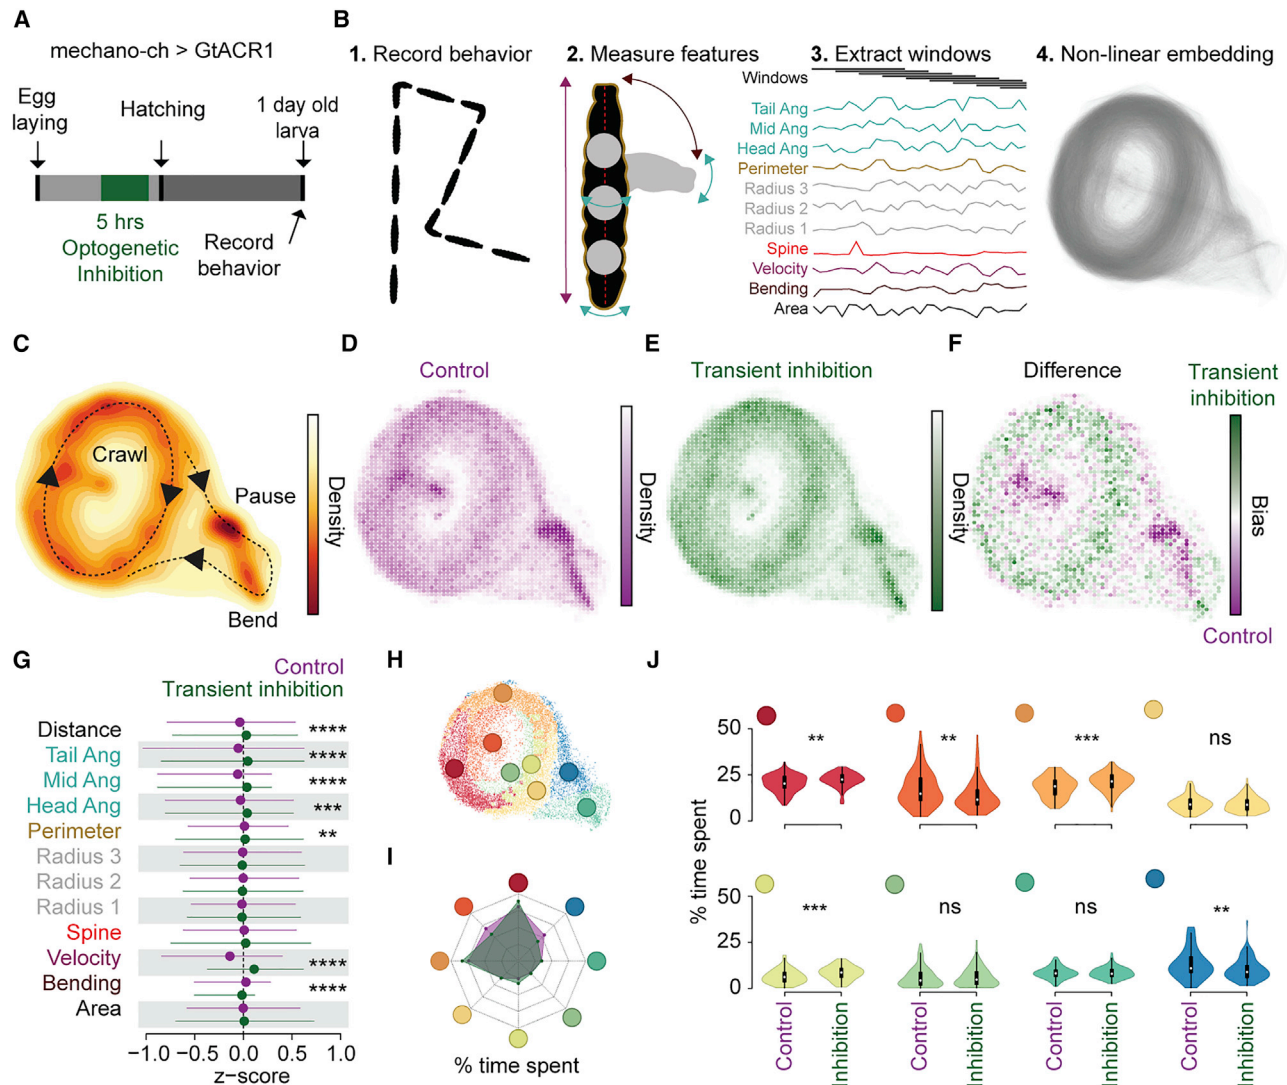 A
mechano-ch > GtACR1
Egg
laying
Hatching
1 day old
larva
5 hrs
Optogenetic
Inhibition
Record
behavior
B
1. Record behavior
2. Measure features
3. Extract windows
4. Non-linear embedding
Windows
Tail Ang
Mid Ang
Head Ang
Perimeter
Radius 3
Radius 2
Radius 1
Spine
Velocity
Bending
Area
C
Crawl
Pause
Bend
Density
D
Control
Density
E
Transient inhibition
Density
F
Difference
Transient
inhibition
Bias
Control
G
Control
Transient inhibition
Distance ****
Tail Ang ****
Mid Ang ****
Head Ang ***
Perimeter **
Radius 3
Radius 2
Radius 1
Spine
Velocity ****
Bending ****
Area
−1.0 −0.5 0.0 0.5 1.0
z−score
H
I
% time spent
J
% time spent
50
25
0
** ** *** ns
50
25
0
*** ns ns **
Control Inhibition Control Inhibition Control Inhibition Control Inhibition